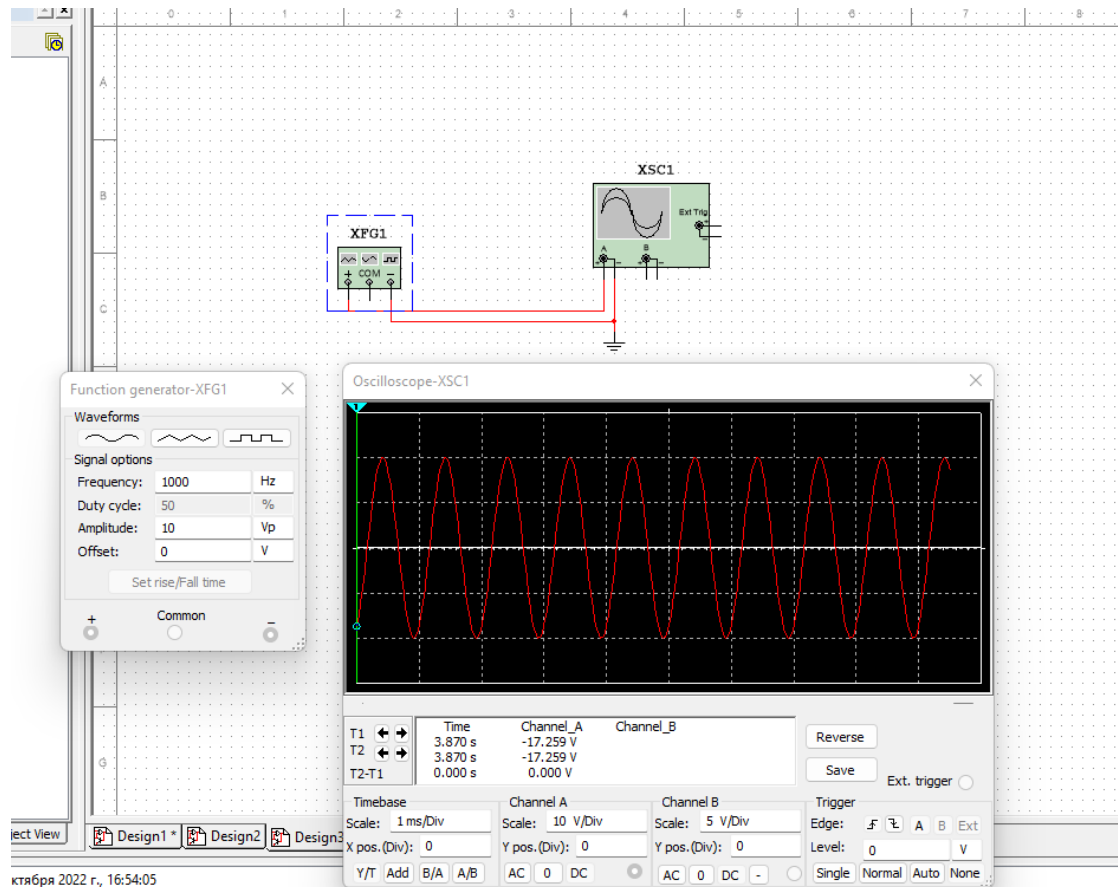 0 1 2 3 4 5 6 7 8
A
B
C
G
XSC1
Ext Trig
+
−
A B
+ − + −
XFG1
+ COM −
Function generator-XFG1
Waveforms
Signal options
Frequency: 1000 Hz
Duty cycle: 50 %
Amplitude: 10 Vp
Offset: 0 V
Set rise/Fall time
+ Common −
Oscilloscope-XSC1
1
Time Channel_A Channel_B
T1 3.870 s -17.259 V
T2 3.870 s -17.259 V
T2-T1 0.000 s 0.000 V
Reverse
Save
Ext. trigger
Timebase
Scale: 1 ms/Div
X pos.(Div): 0
Y/T Add B/A A/B
Channel A
Scale: 10 V/Div
Y pos.(Div): 0
AC 0 DC
Channel B
Scale: 5 V/Div
Y pos.(Div): 0
AC 0 DC -
Trigger
Edge: A B Ext
Level: 0 V
Single Normal Auto None
ject View
Design1 * Design2 Design3
ктября 2022 г., 16:54:05